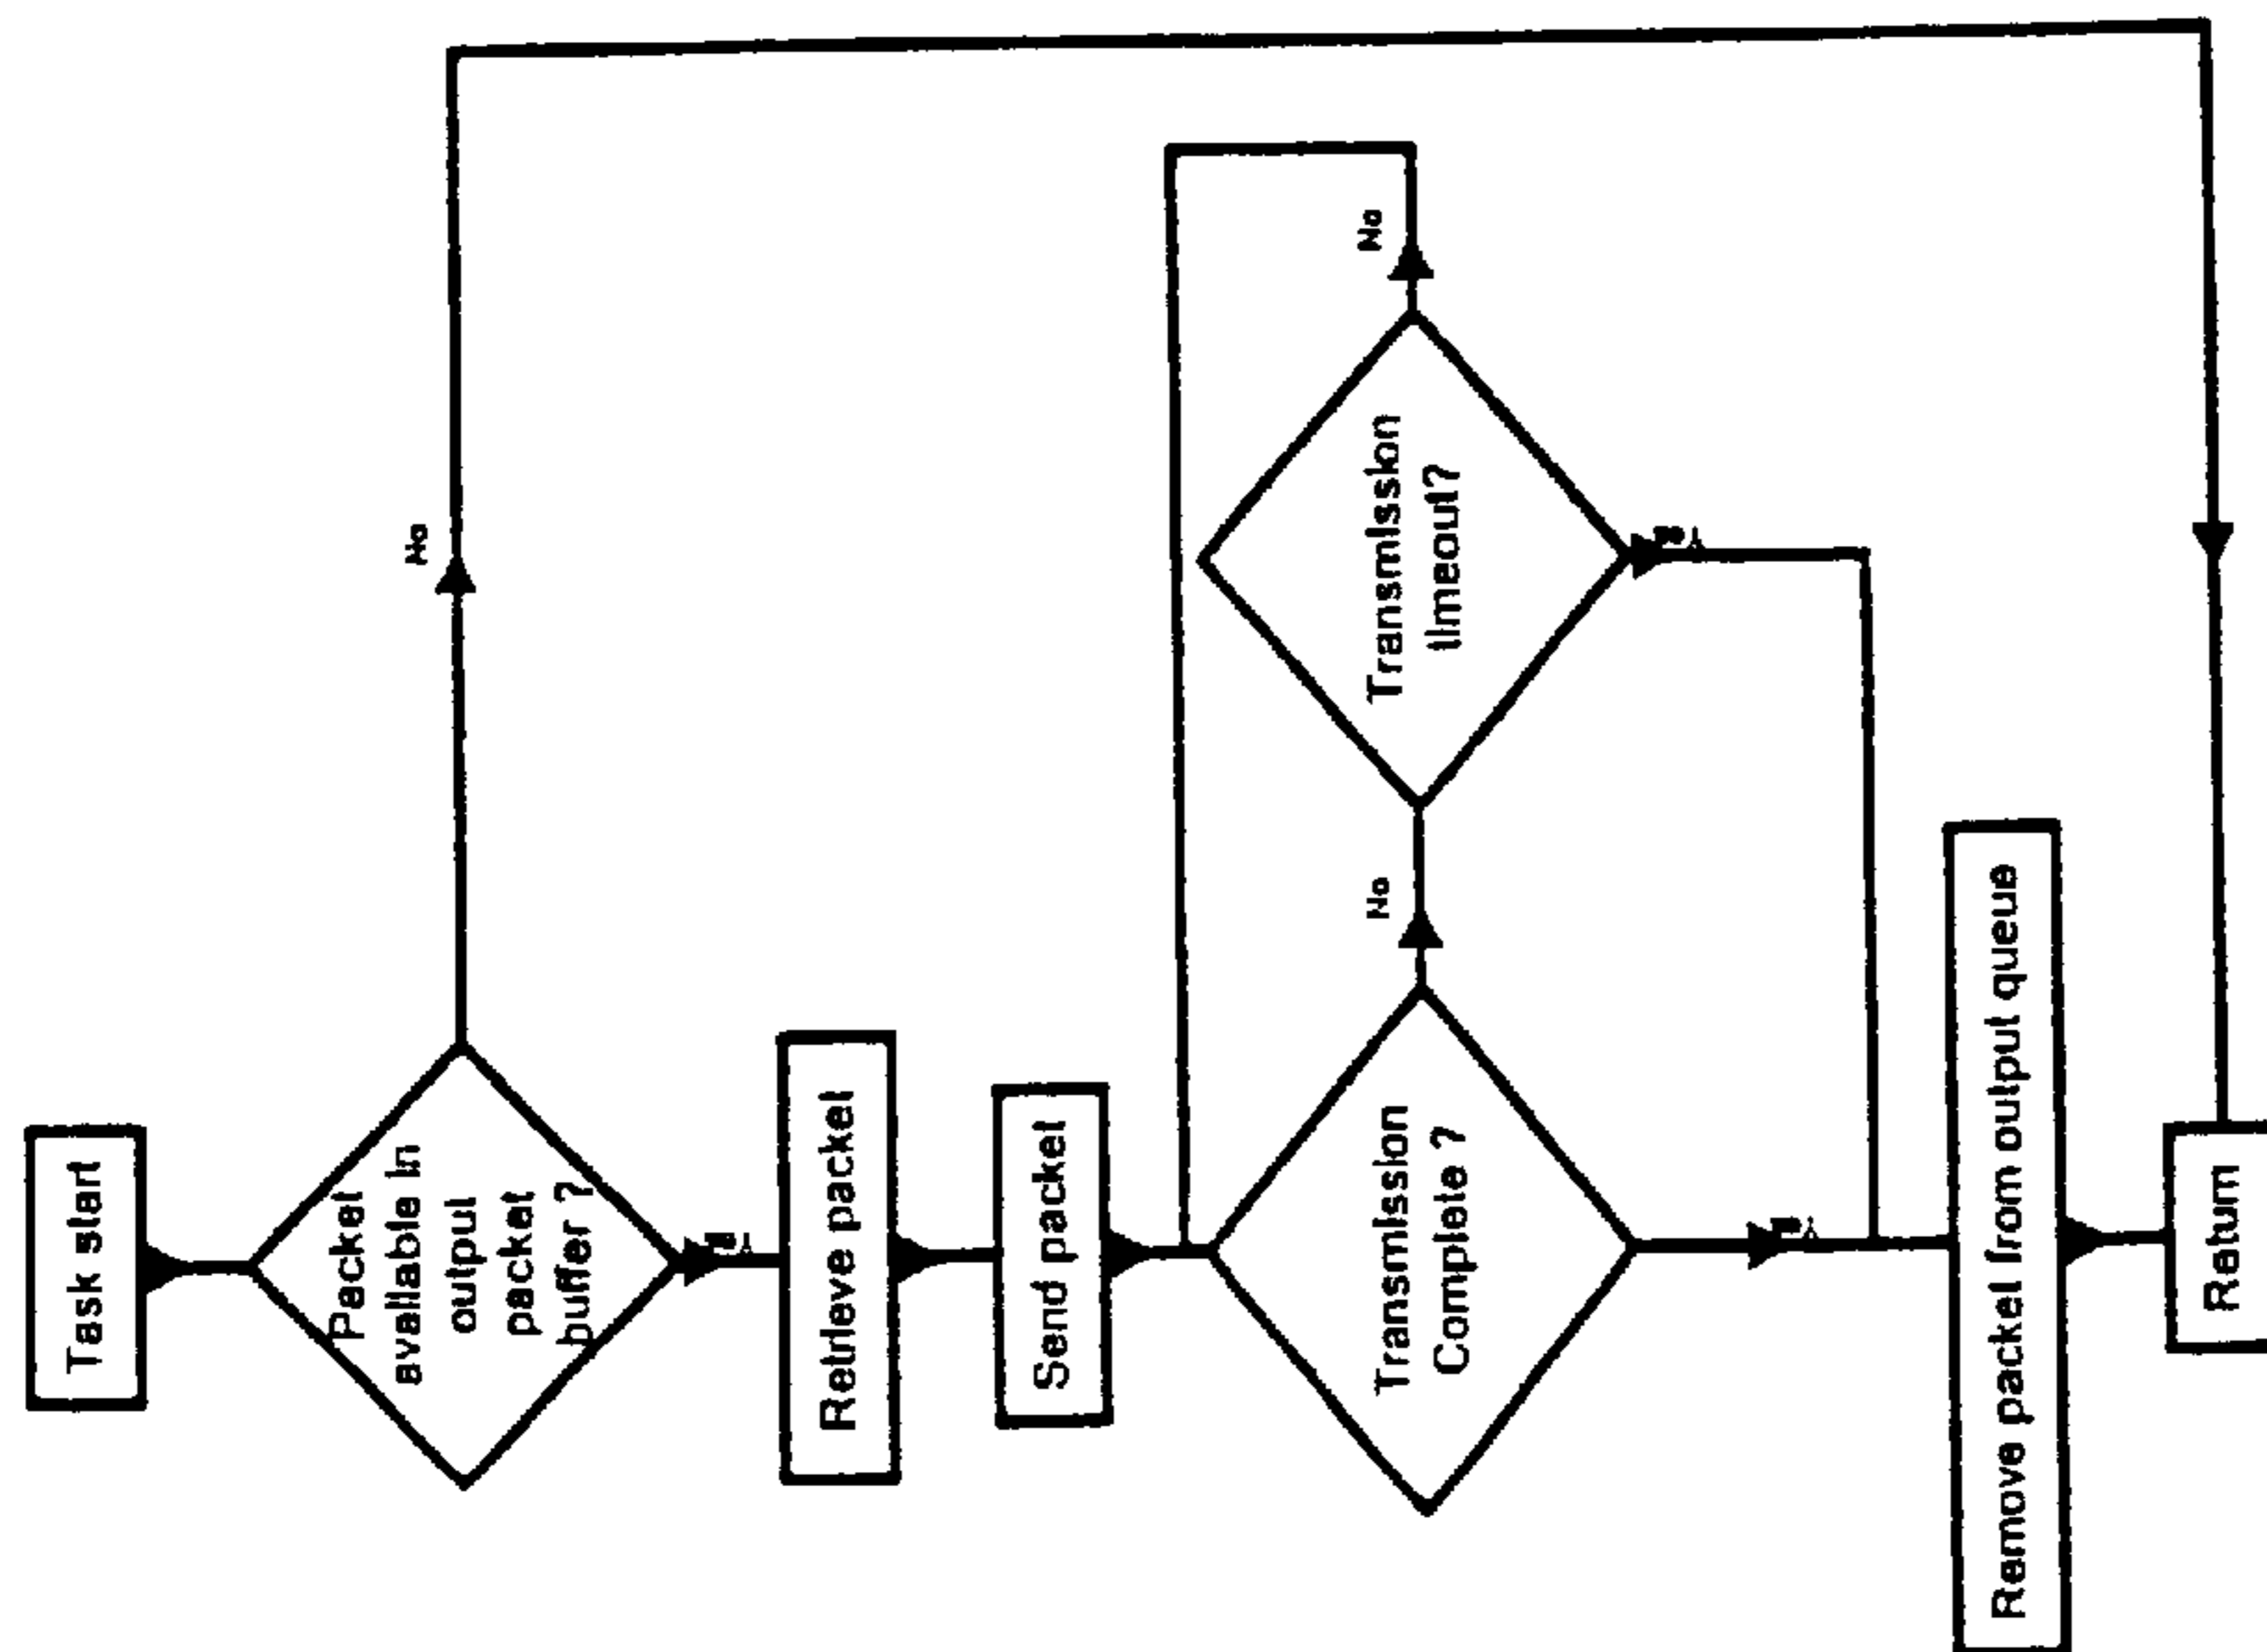 Task start
Packet
available in
output
packet
buffer ?
No
Retrieve packet
Send packet
Transmission
Complete ?
No
Transmission
timeout?
No
Remove packet from output queue
Return